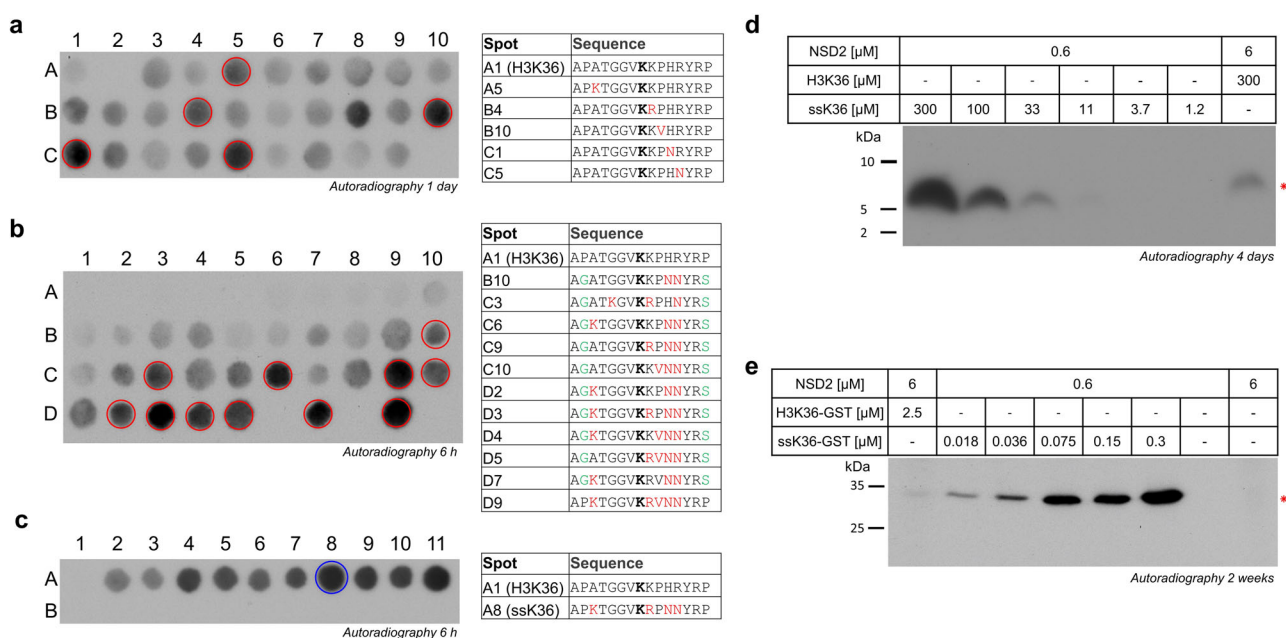 a
1 2 3 4 5 6 7 8 9 10
A
B
C
Autoradiography 1 day
Spot Sequence
A1 (H3K36) APATGGVKKPHRYRP
A5 APKTGGVKKPHRYRP
B4 APATGGVKRPHRYRP
B10 APATGGVKKVHRYRP
C1 APATGGVKKPNRYRP
C5 APATGGVKKPHNYRP
b
1 2 3 4 5 6 7 8 9 10
A
B
C
D
Autoradiography 6 h
Spot Sequence
A1 (H3K36) APATGGVKKPHRYRP
B10 AGATGGVKKPNNYRS
C3 AGATKGVKRPHNYRS
C6 AGKTGGVKKPNNYRS
C9 AGATGGVKRPNNYRS
C10 AGATGGVKKVNNYRS
D2 AGKTGGVKKPNNYRS
D3 AGKTGGVKRPNNYRS
D4 AGKTGGVKKVNNYRS
D5 AGATGGVKRVNNYRS
D7 AGKTGGVKRVNNYRS
D9 APKTGGVKRVNNYRP
c
1 2 3 4 5 6 7 8 9 10 11
A
B
Autoradiography 6 h
Spot Sequence
A1 (H3K36) APATGGVKKPHRYRP
A8 (ssK36) APKTGGVKRPNNYRP
d
NSD2 [µM] 0.6 6
H3K36 [µM] - - - - - - 300
ssK36 [µM] 300 100 33 11 3.7 1.2 -
kDa
10
5
2
*
Autoradiography 4 days
e
NSD2 [µM] 6 0.6 6
H3K36-GST [µM] 2.5 - - - - - - -
ssK36-GST [µM] - 0.018 0.036 0.075 0.15 0.3 - -
kDa
35
25
*
Autoradiography 2 weeks